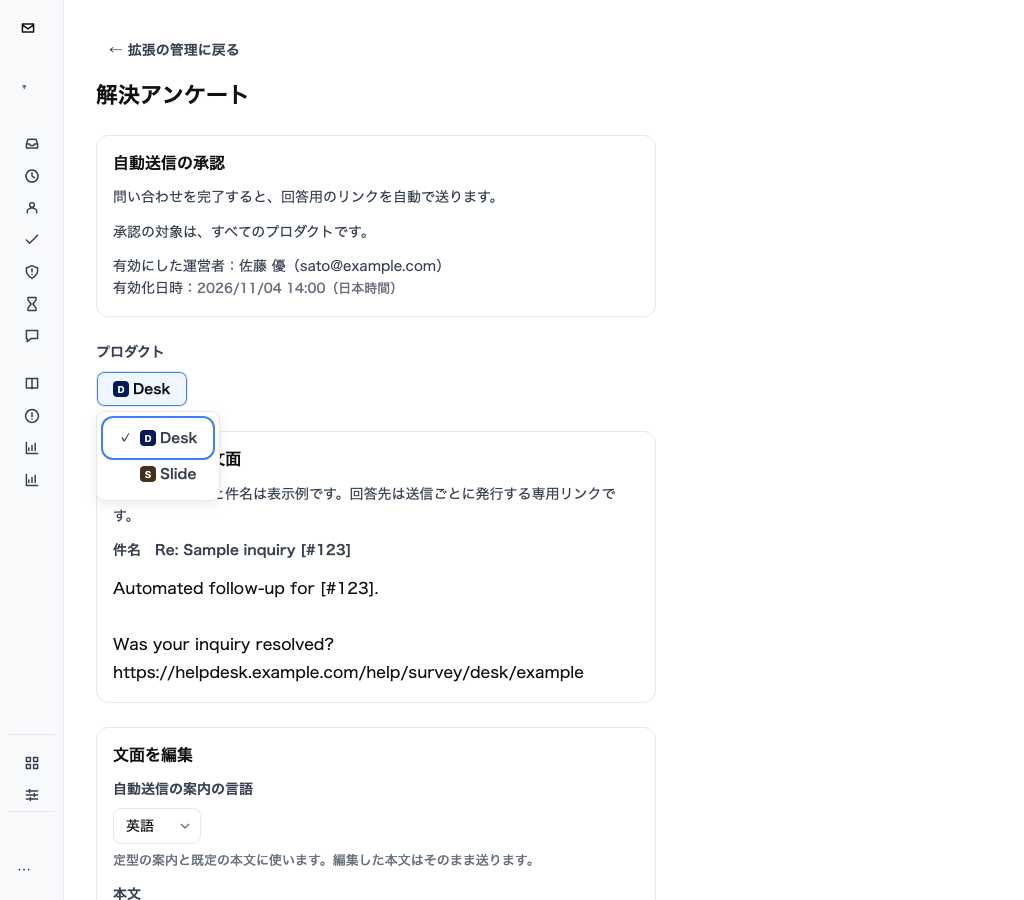 ← 拡張の管理に戻る
解決アンケート
自動送信の承認
問い合わせを完了すると、回答用のリンクを自動で送ります。
承認の対象は、すべてのプロダクトです。
有効にした運営者：佐藤 優（sato@example.com）
有効化日時：2026/11/04 14:00（日本時間）
プロダクト
D Desk
✓ D Desk
S Slide
文面
と件名は表示例です。回答先は送信ごとに発行する専用リンクで
す。
件名 Re: Sample inquiry [#123]
Automated follow-up for [#123].
Was your inquiry resolved?
https://helpdesk.example.com/help/survey/desk/example
文面を編集
自動送信の案内の言語
英語
定型の案内と既定の本文に使います。編集した本文はそのまま送ります。
本文